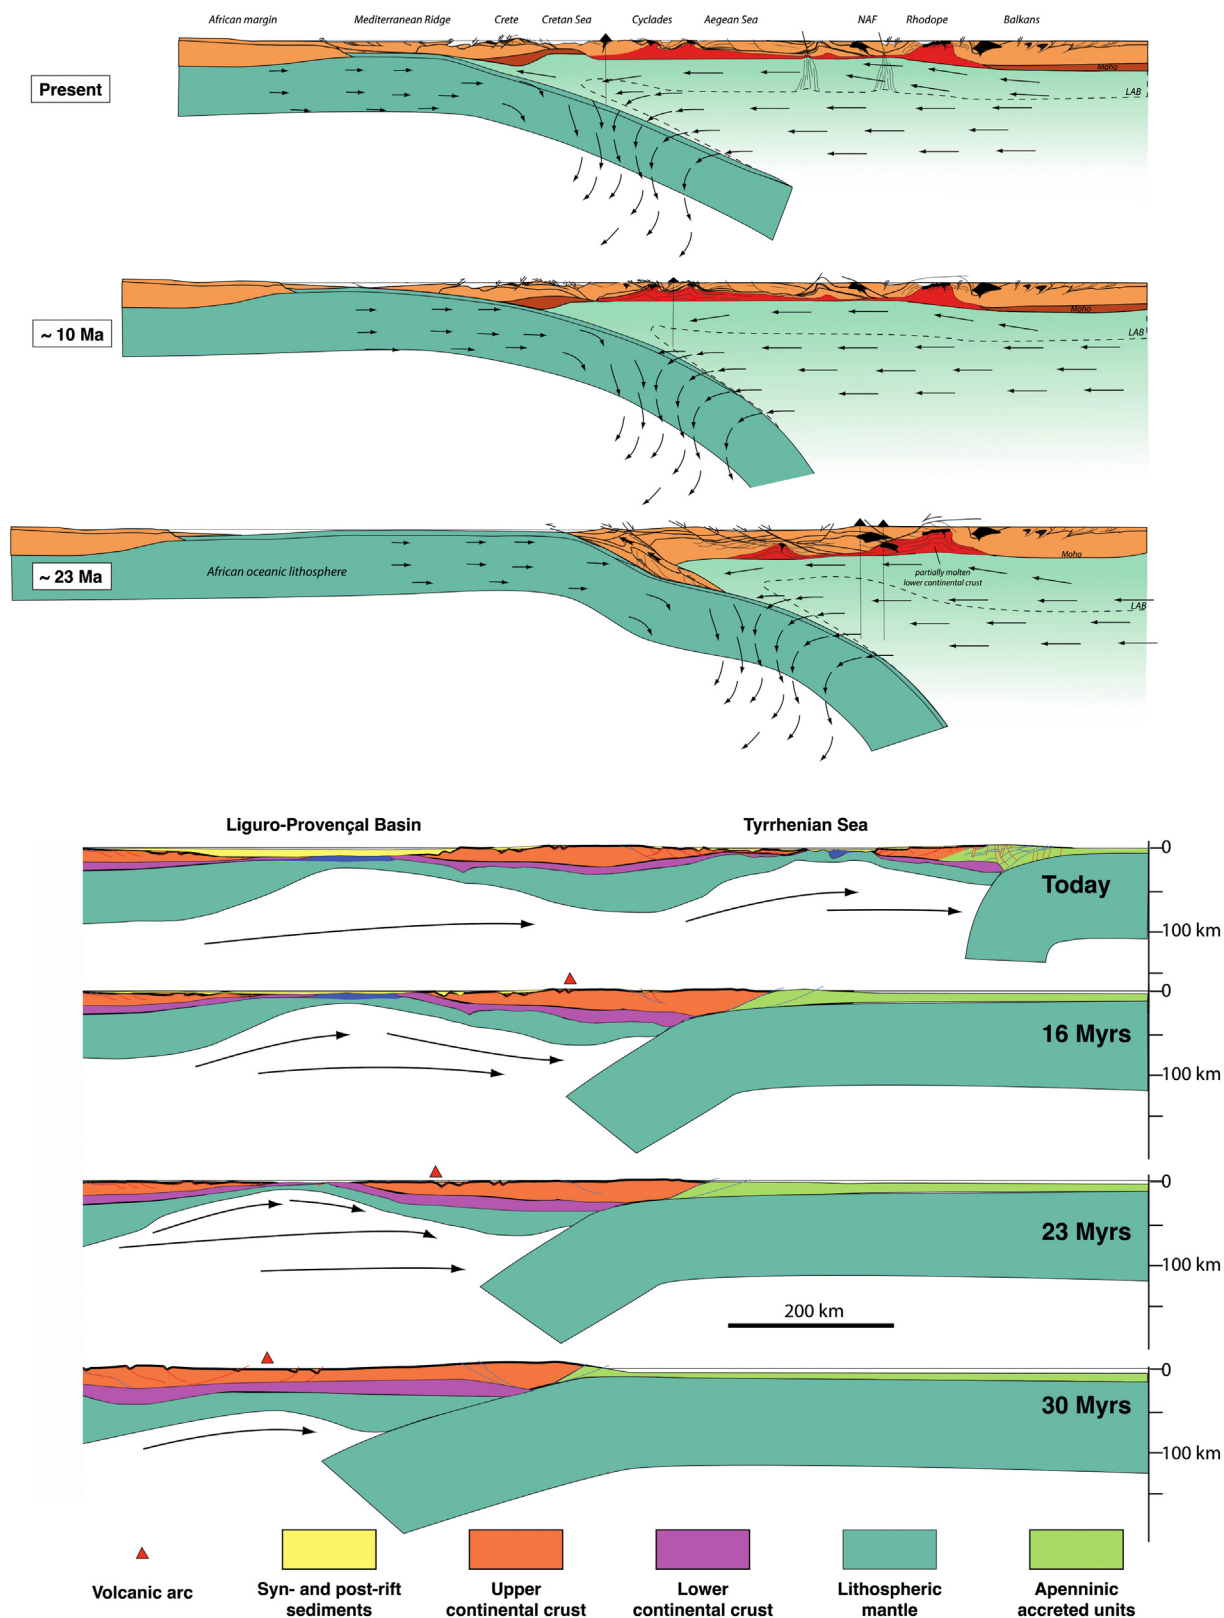 African margin
Mediterranean Ridge
Crete
Cretan Sea
Cyclades
Aegean Sea
NAF
Rhodope
Balkans
Present
Moho
LAB
~ 10 Ma
Moho
LAB
~ 23 Ma
African oceanic lithosphere
partially molten
lower continental crust
Moho
LAB
Liguro-Provençal Basin
Tyrrhenian Sea
0
Today
100 km
0
16 Myrs
100 km
0
23 Myrs
100 km
200 km
0
30 Myrs
100 km
Volcanic arc
Syn- and post-rift
sediments
Upper
continental crust
Lower
continental crust
Lithospheric
mantle
Apenninic
accreted units